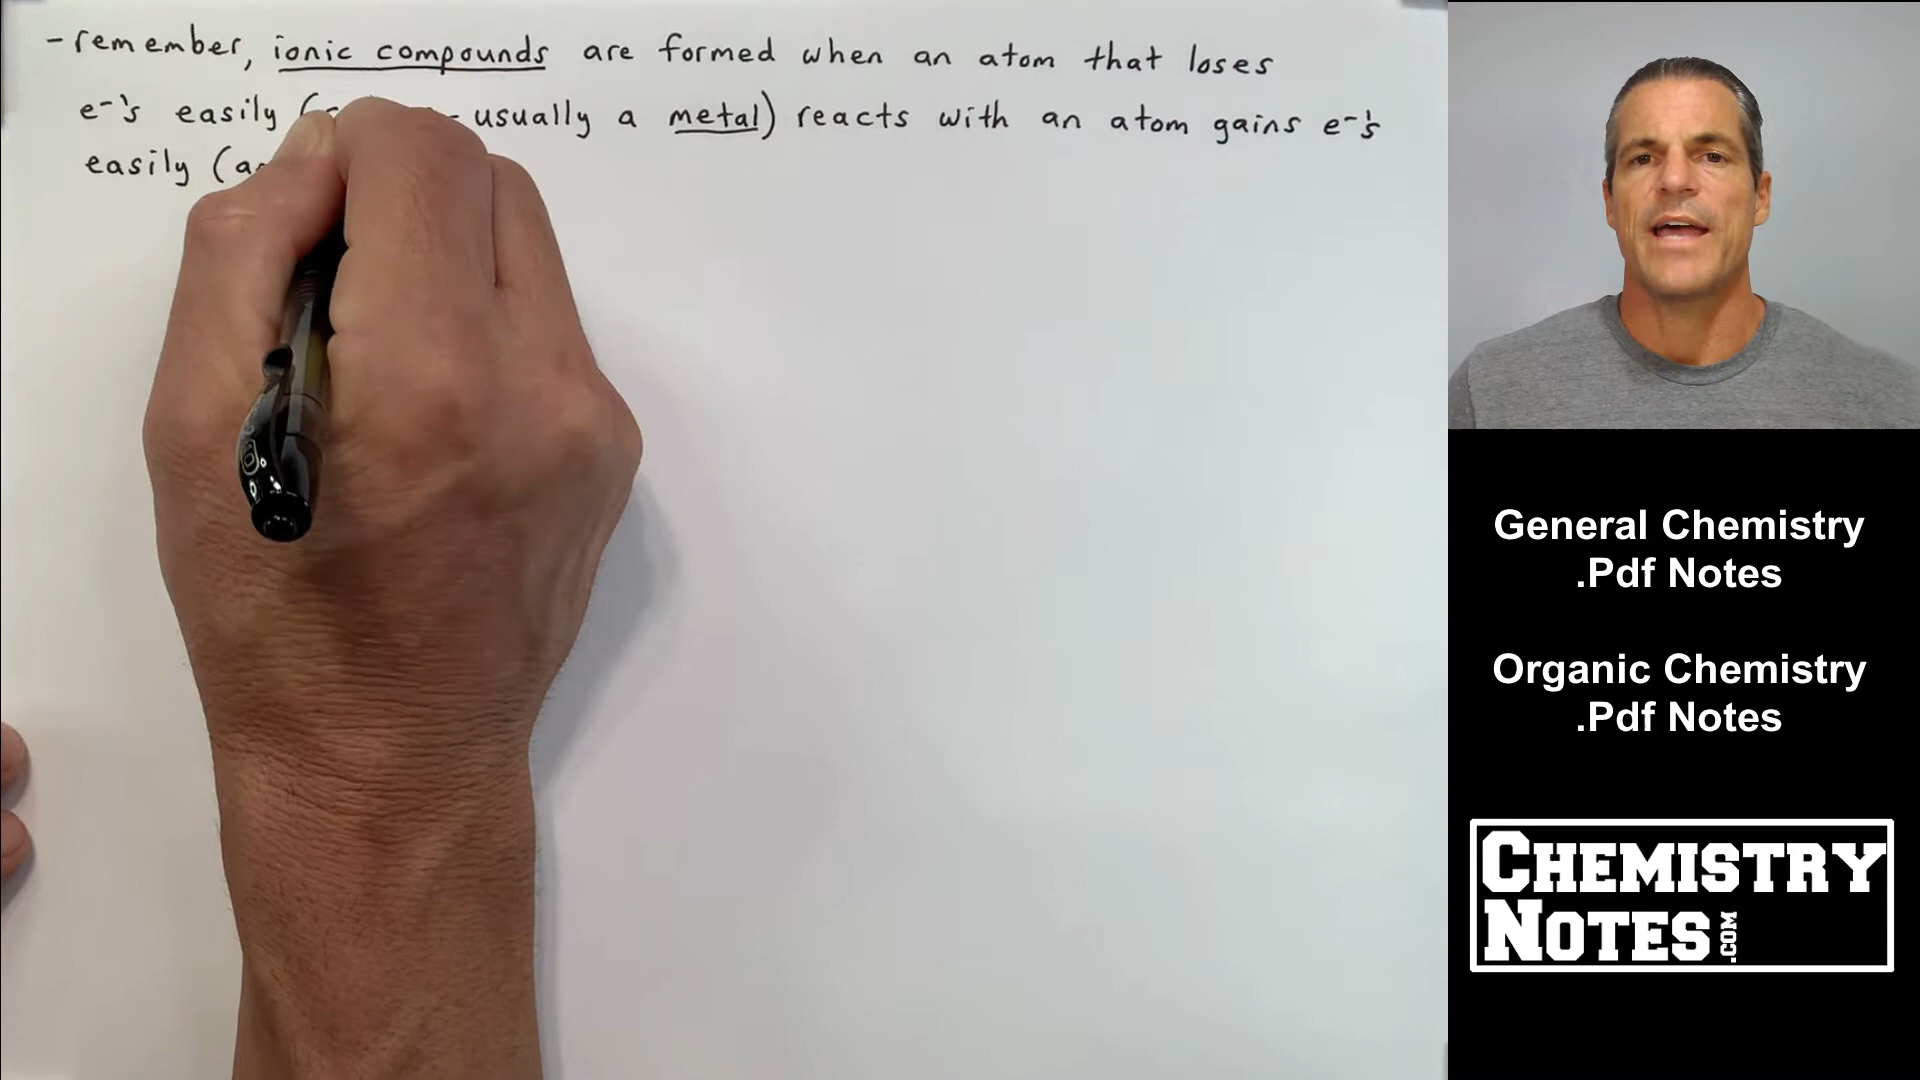 - remember, ionic compounds are formed when an atom that loses
e-'s easily ( - usually a metal) reacts with an atom gains e-'s
easily (
General Chemistry
.Pdf Notes
Organic Chemistry
.Pdf Notes
CHEMISTRY
NOTES.COM